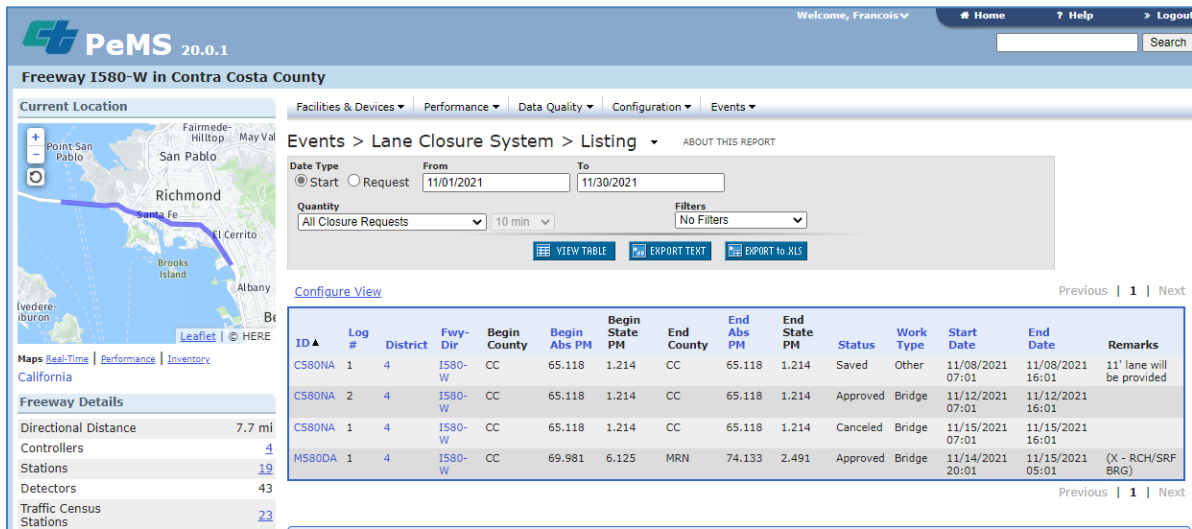 Welcome, Francois
Home
? Help
» Logout
PeMS 20.0.1
Search
Freeway I580-W in Contra Costa County
Current Location
+
-
Fairmede-
Hilltop
May Val
Point San
Pablo
San Pablo
Richmond
Santa Fe
El Cerrito
Brooks
Island
Albany
lvedere-
iburon
Be
Leaflet | © HERE
Maps Real-Time | Performance | Inventory
California
Freeway Details
Directional Distance 7.7 mi
Controllers 4
Stations 19
Detectors 43
Traffic Census
Stations 23
Facilities & Devices Performance Data Quality Configuration Events
Events > Lane Closure System > Listing ABOUT THIS REPORT
Date Type From To
Start Request 11/01/2021 11/30/2021
Quantity Filters
All Closure Requests 10 min No Filters
VIEW TABLE EXPORT TEXT EXPORT to .XLS
Configure View
Previous | 1 | Next
ID Log # District Fwy-Dir Begin County Begin Abs PM Begin State PM End County End Abs PM End State PM Status Work Type Start Date End Date Remarks
C580NA 1 4 I580-W CC 65.118 1.214 CC 65.118 1.214 Saved Other 11/08/2021 07:01 11/08/2021 16:01 11' lane will be provided
C580NA 2 4 I580-W CC 65.118 1.214 CC 65.118 1.214 Approved Bridge 11/12/2021 07:01 11/12/2021 16:01
C580NA 1 4 I580-W CC 65.118 1.214 CC 65.118 1.214 Canceled Bridge 11/15/2021 07:01 11/15/2021 16:01
M580DA 1 4 I580-W CC 69.981 6.125 MRN 74.133 2.491 Approved Bridge 11/14/2021 20:01 11/15/2021 05:01 (X - RCH/SRF BRG)
Previous | 1 | Next